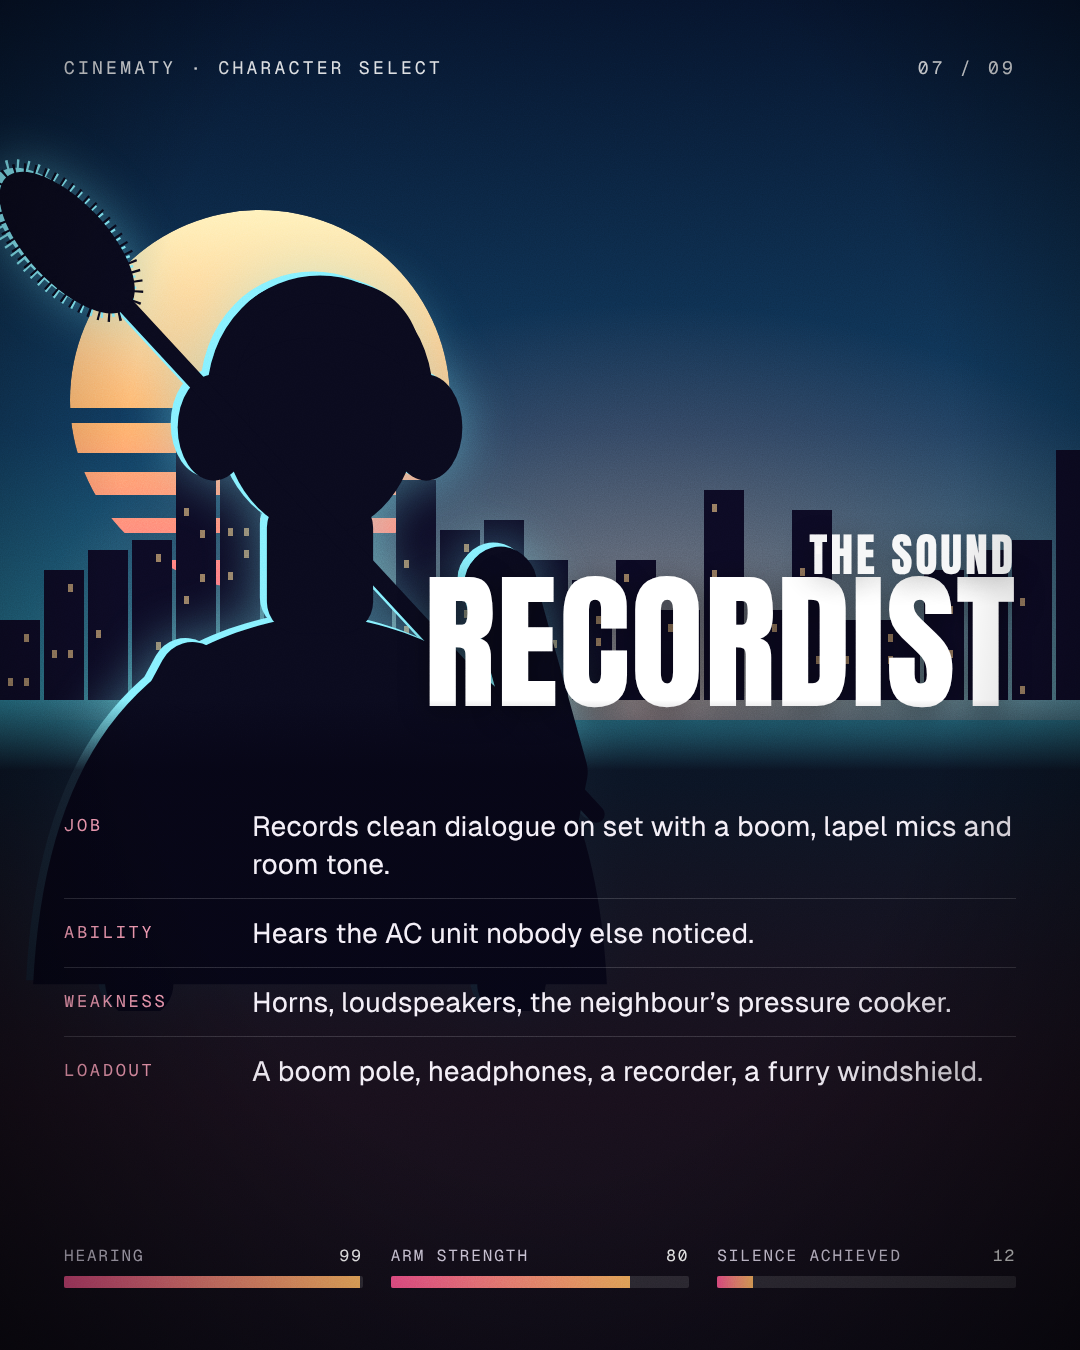 CINEMATY · CHARACTER SELECT
07 / 09
THE SOUND
RECORDIST
JOB
Records clean dialogue on set with a boom, lapel mics and
room tone.
ABILITY
Hears the AC unit nobody else noticed.
WEAKNESS
Horns, loudspeakers, the neighbour’s pressure cooker.
LOADOUT
A boom pole, headphones, a recorder, a furry windshield.
HEARING 99
ARM STRENGTH 80
SILENCE ACHIEVED 12